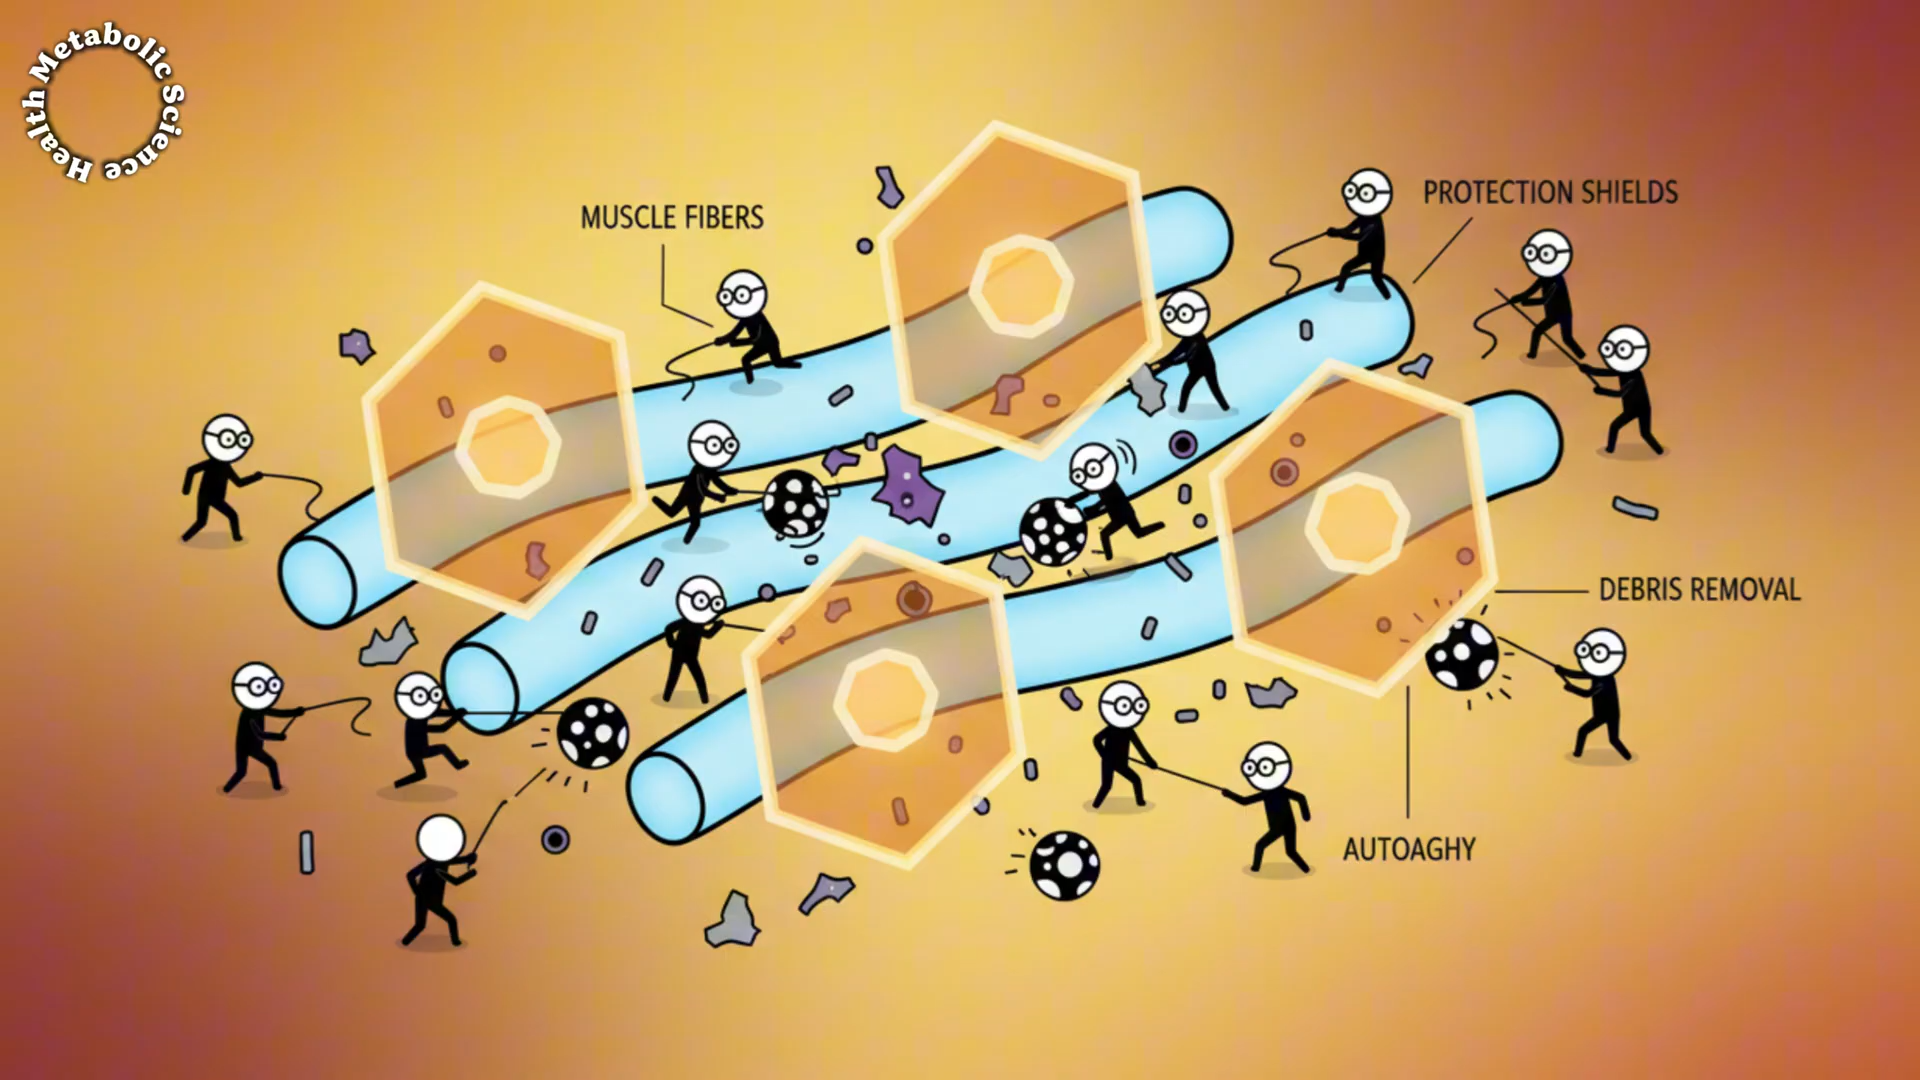 Metabolic Science Health
MUSCLE FIBERS
PROTECTION SHIELDS
DEBRIS REMOVAL
AUTOAGHY